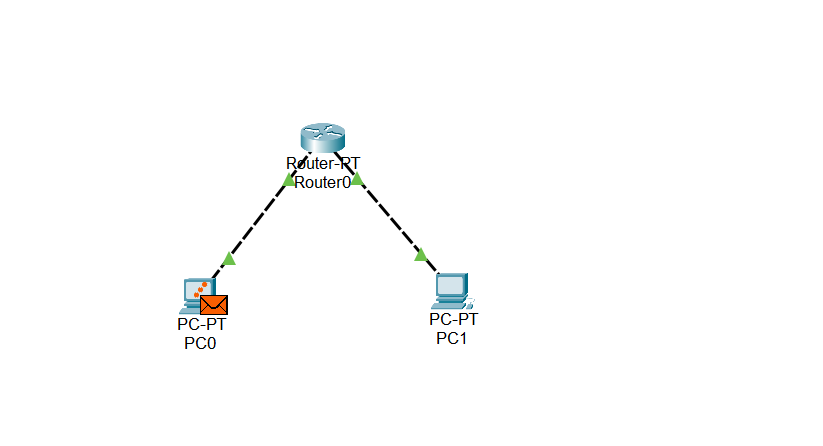 Router-PT
Router0
PC-PT
PC0
PC-PT
PC1